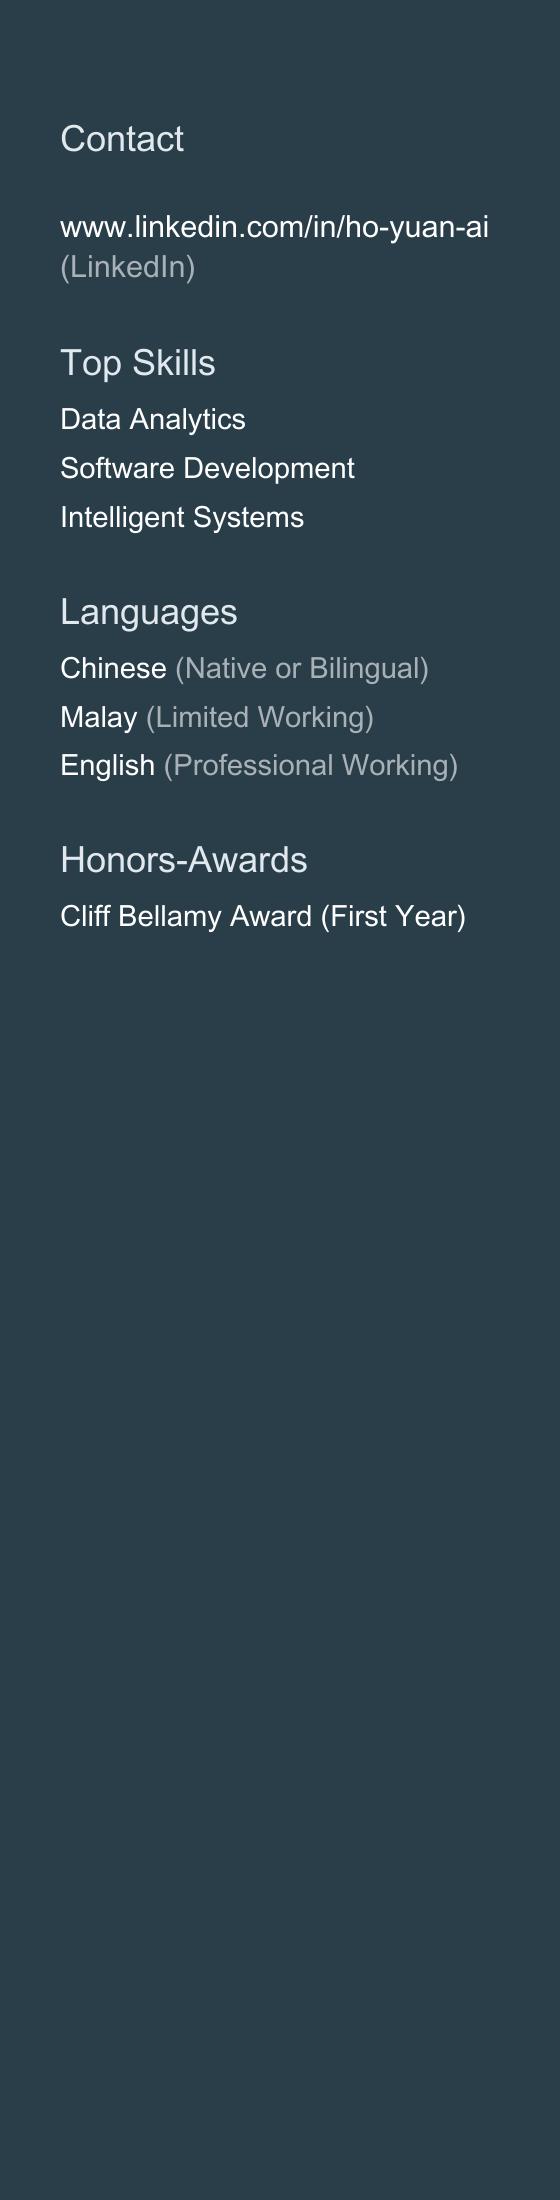 Contact
www.linkedin.com/in/ho-yuan-ai
(LinkedIn)
Top Skills
Data Analytics
Software Development
Intelligent Systems
Languages
Chinese (Native or Bilingual)
Malay (Limited Working)
English (Professional Working)
Honors-Awards
Cliff Bellamy Award (First Year)